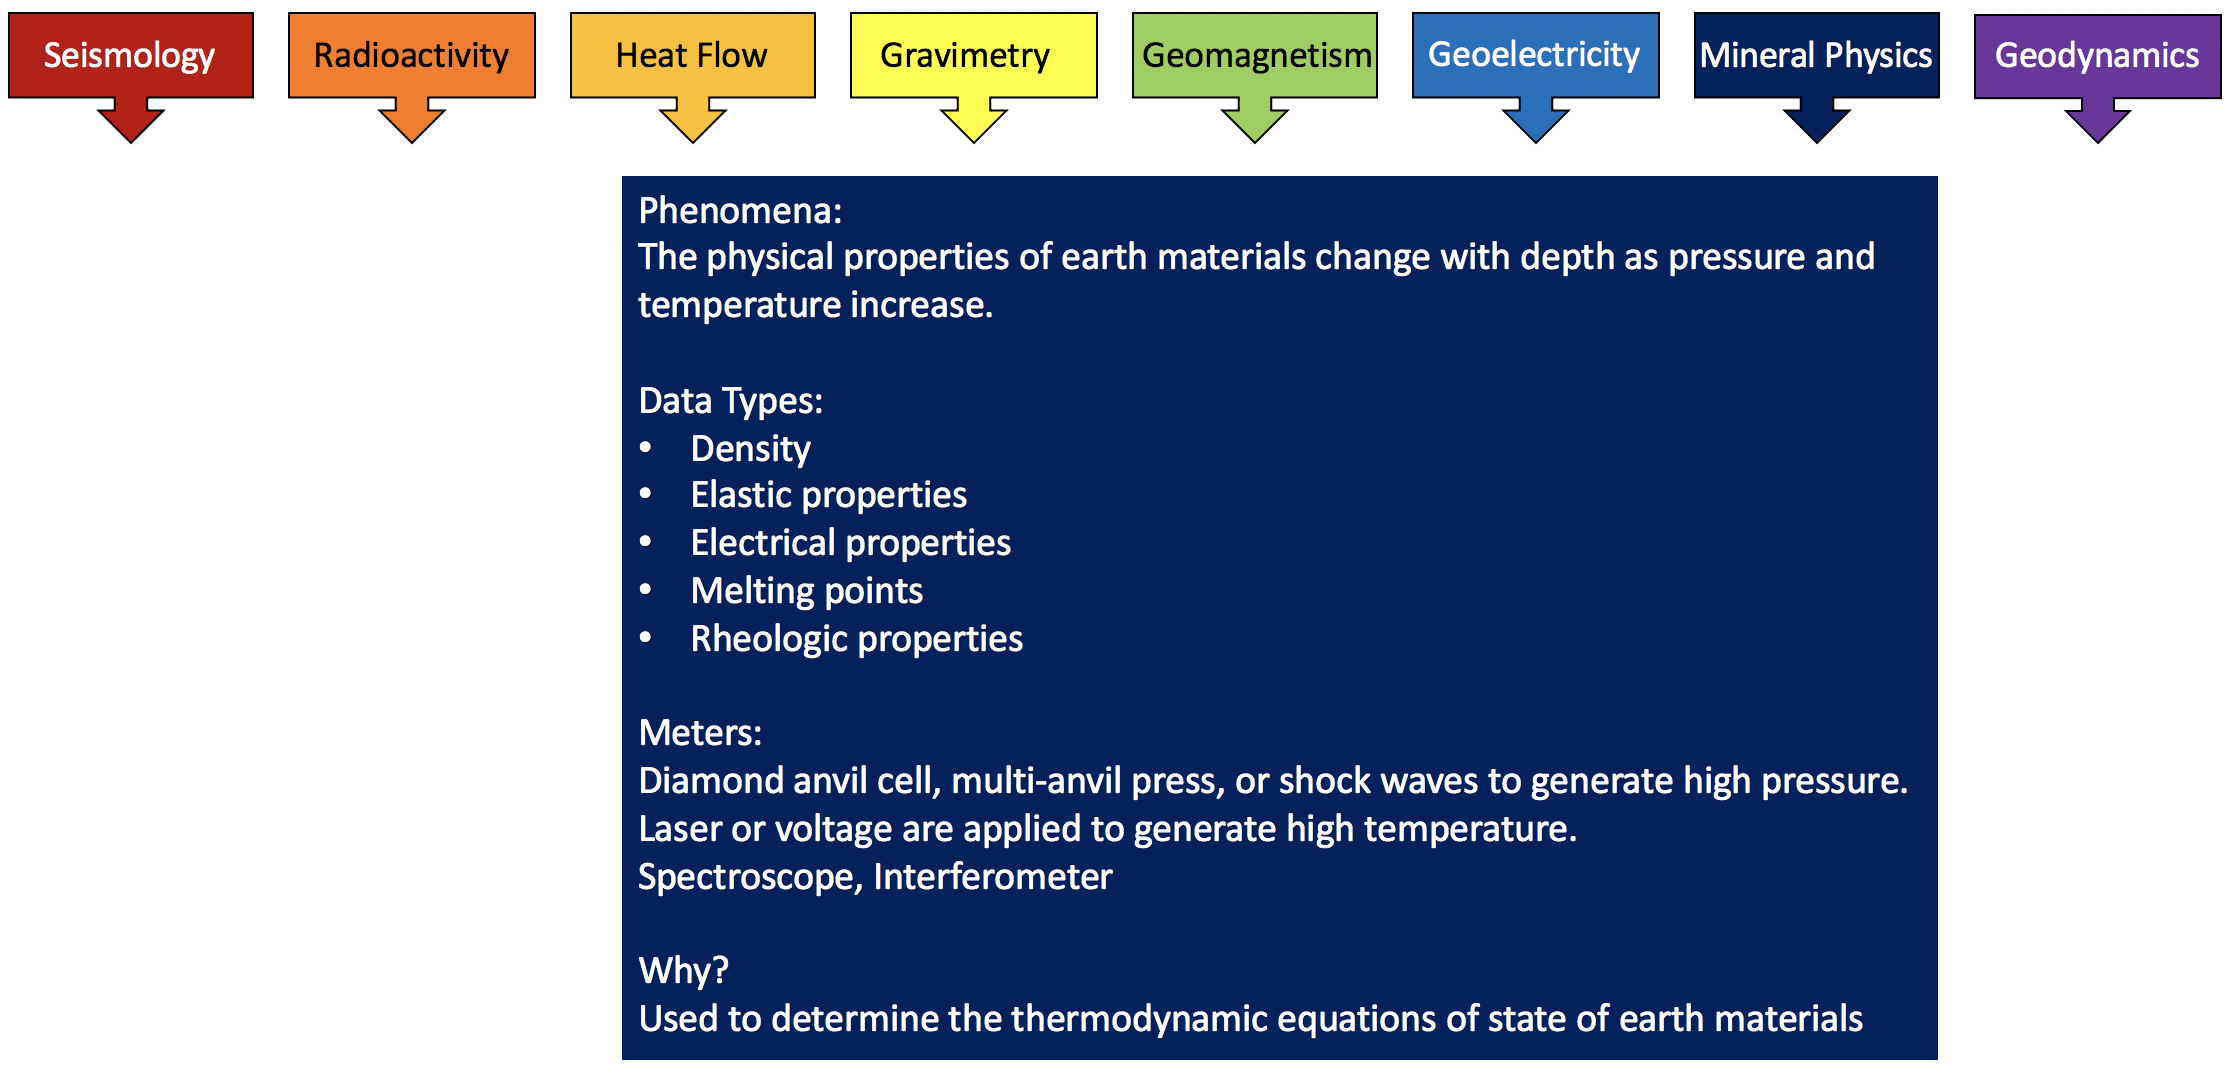 Seismology
Radioactivity
Heat Flow
Gravimetry
Geomagnetism
Geoelectricity
Mineral Physics
Geodynamics
Phenomena:
The physical properties of earth materials change with depth as pressure and
temperature increase.
Data Types:
• Density
• Elastic properties
• Electrical properties
• Melting points
• Rheologic properties
Meters:
Diamond anvil cell, multi-anvil press, or shock waves to generate high pressure.
Laser or voltage are applied to generate high temperature.
Spectroscope, Interferometer
Why?
Used to determine the thermodynamic equations of state of earth materials